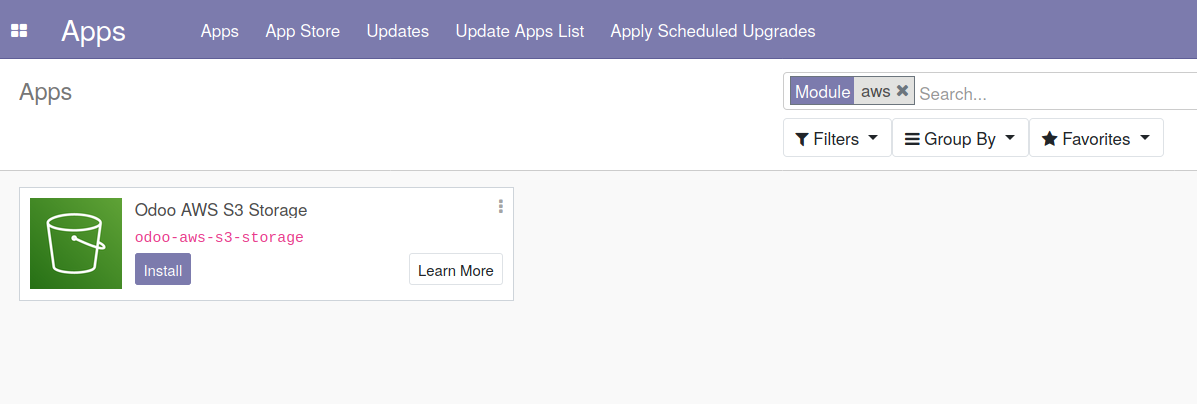 Apps Apps App Store Updates Update Apps List Apply Scheduled Upgrades
Apps
Module aws Search...
Filters Group By Favorites
Odoo AWS S3 Storage
odoo-aws-s3-storage
Install Learn More